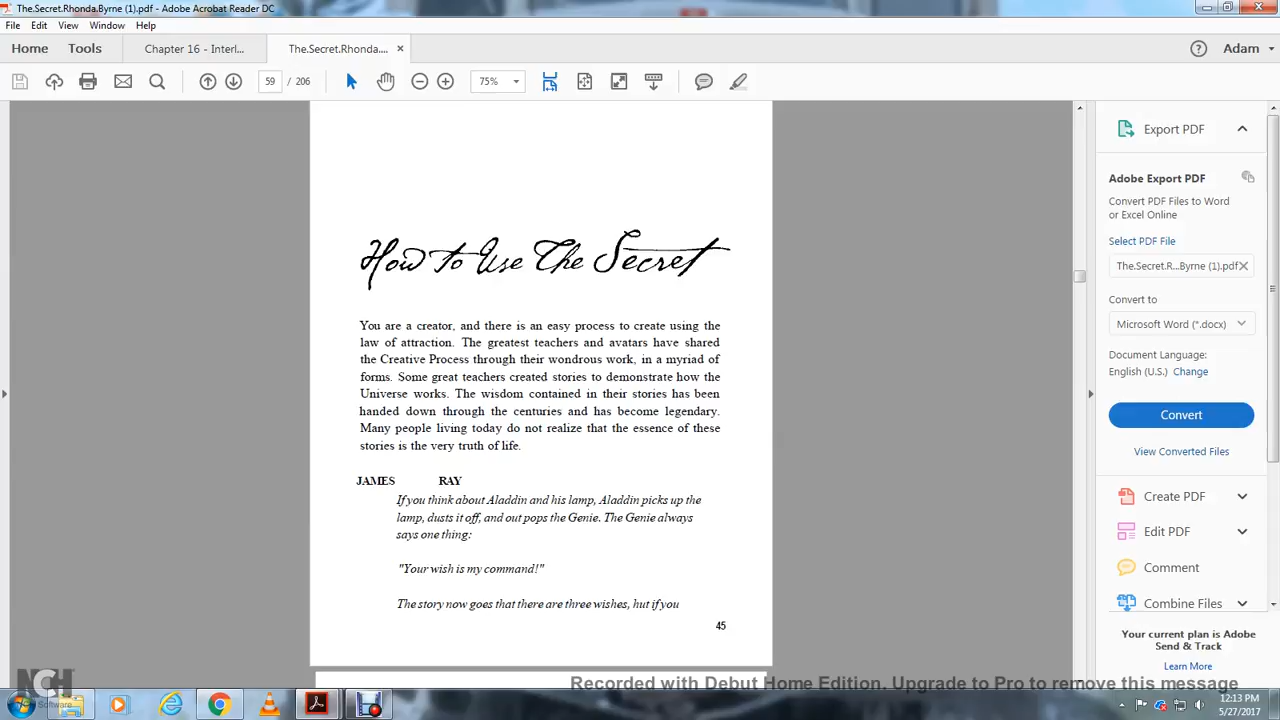 The.Secret.Rhonda.Byrne (1).pdf - Adobe Acrobat Reader DC
File Edit View Window Help
Home Tools Chapter 16 - Interl... The.Secret.Rhonda.... × Adam
59 / 206 75%
Export PDF
How to Use The Secret
Adobe Export PDF
Convert PDF Files to Word
or Excel Online
Select PDF File
The.Secret.R...Byrne (1).pdf ×
Convert to
Microsoft Word (*.docx)
Document Language:
English (U.S.) Change
Convert
View Converted Files
Create PDF
Edit PDF
Comment
Combine Files
Your current plan is Adobe
Send & Track
Learn More
You are a creator, and there is an easy process to create using the
law of attraction. The greatest teachers and avatars have shared
the Creative Process through their wondrous work, in a myriad of
forms. Some great teachers created stories to demonstrate how the
Universe works. The wisdom contained in their stories has been
handed down through the centuries and has become legendary.
Many people living today do not realize that the essence of these
stories is the very truth of life.
JAMES RAY
If you think about Aladdin and his lamp, Aladdin picks up the
lamp, dusts it off, and out pops the Genie. The Genie always
says one thing:
"Your wish is my command!"
The story now goes that there are three wishes, hut if you
45
NCH
Software
Recorded with Debut Home Edition. Upgrade to Pro to remove this message
12:13 PM
5/27/2017